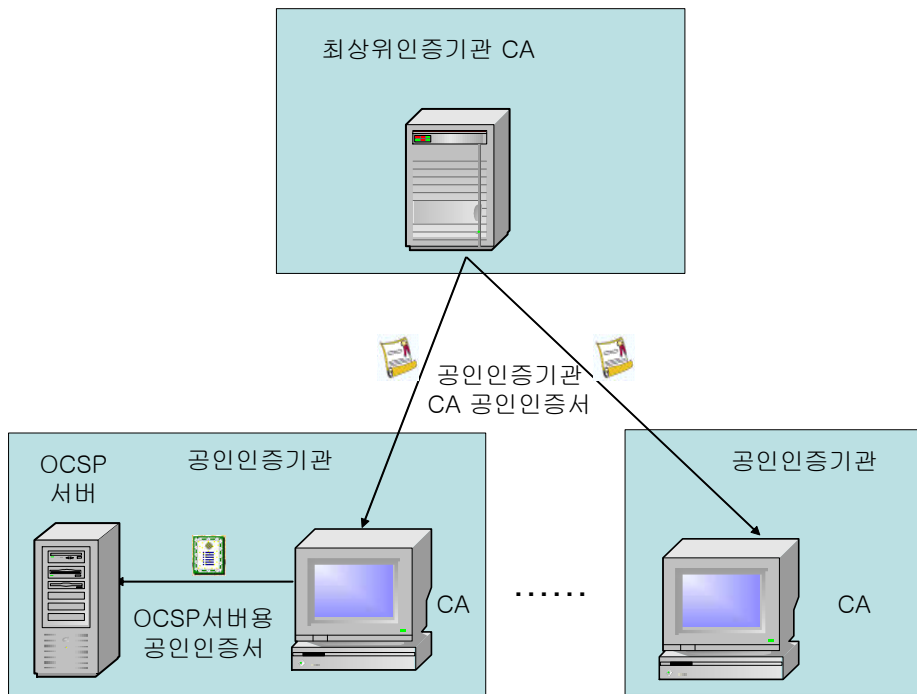 최상위인증기관 CA
공인인증기관
CA 공인인증서
OCSP
서버
공인인증기관
CA
OCSP서버용
공인인증서
......
공인인증기관
CA